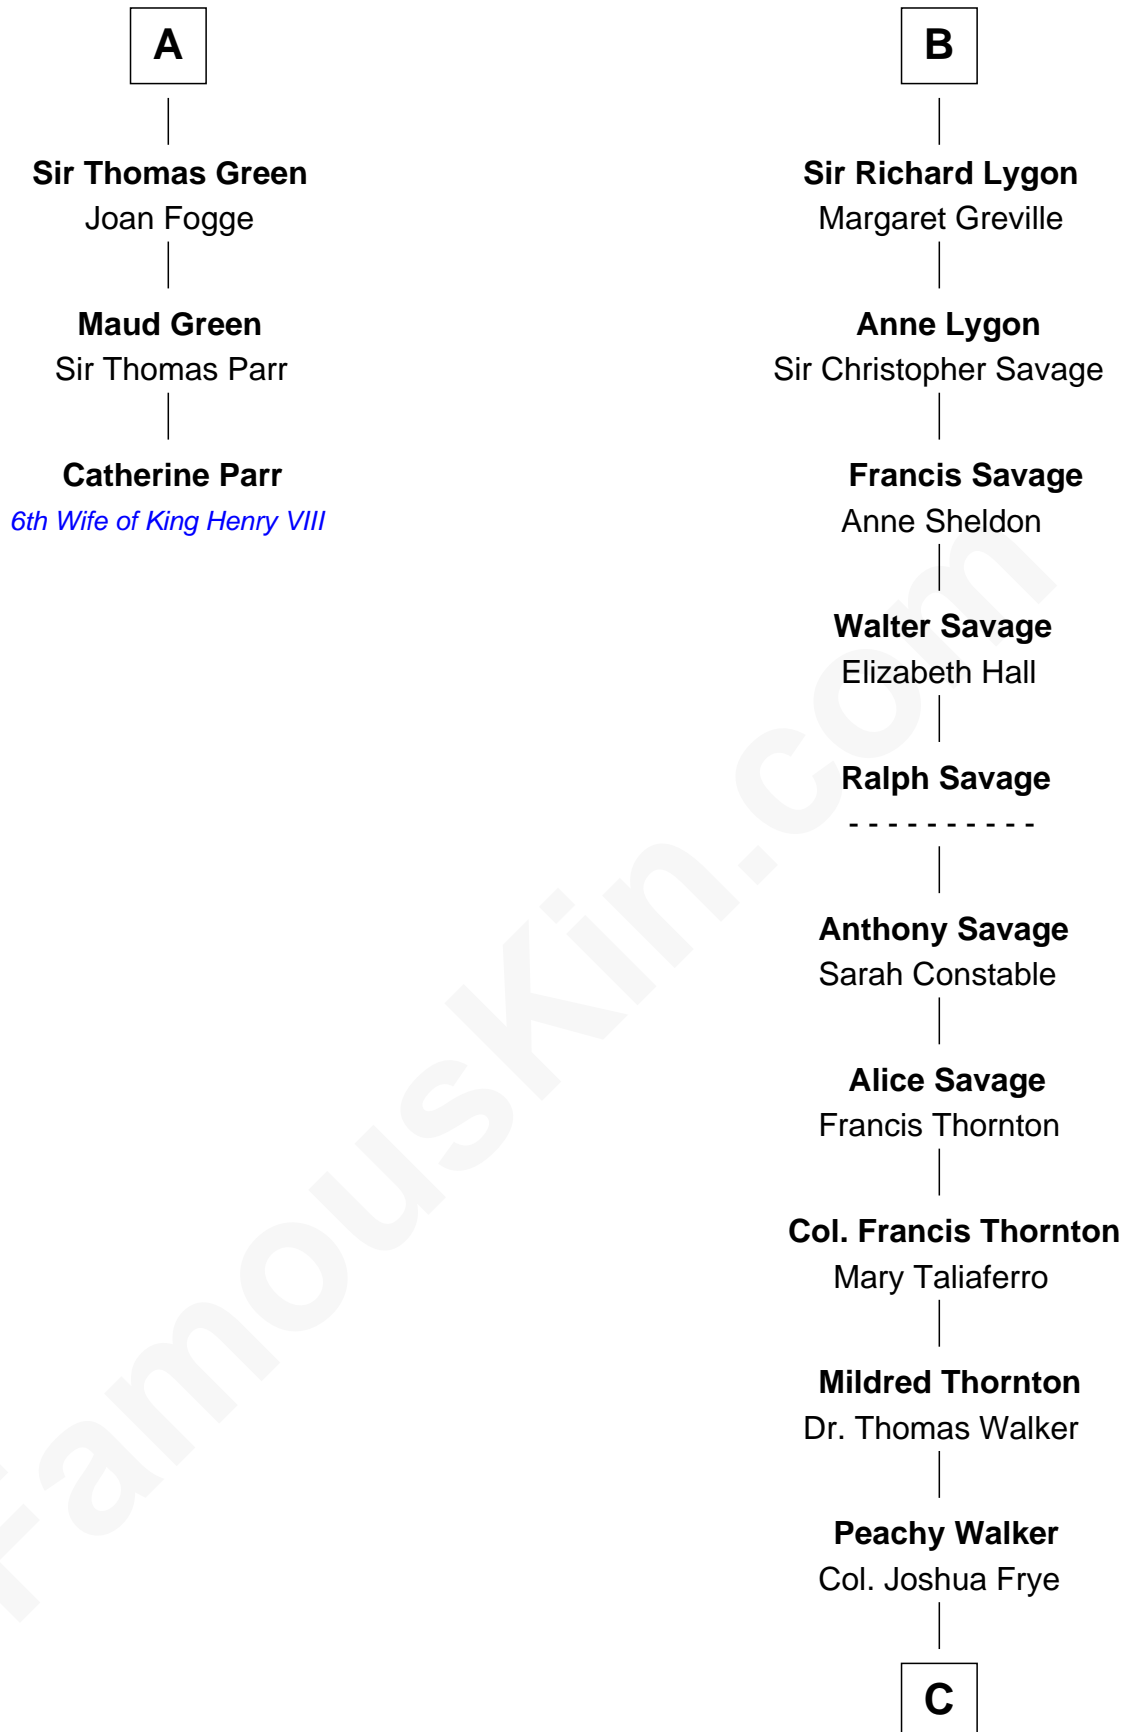 A
Sir Thomas Green
Joan Fogge
Maud Green
Sir Thomas Parr
Catherine Parr
6th Wife of King Henry VIII
B
Sir Richard Lygon
Margaret Greville
Anne Lygon
Sir Christopher Savage
Francis Savage
Anne Sheldon
Walter Savage
Elizabeth Hall
Ralph Savage
- - - - - - - - - -
Anthony Savage
Sarah Constable
Alice Savage
Francis Thornton
Col. Francis Thornton
Mary Taliaferro
Mildred Thornton
Dr. Thomas Walker
Peachy Walker
Col. Joshua Frye
C
FamousKin.com